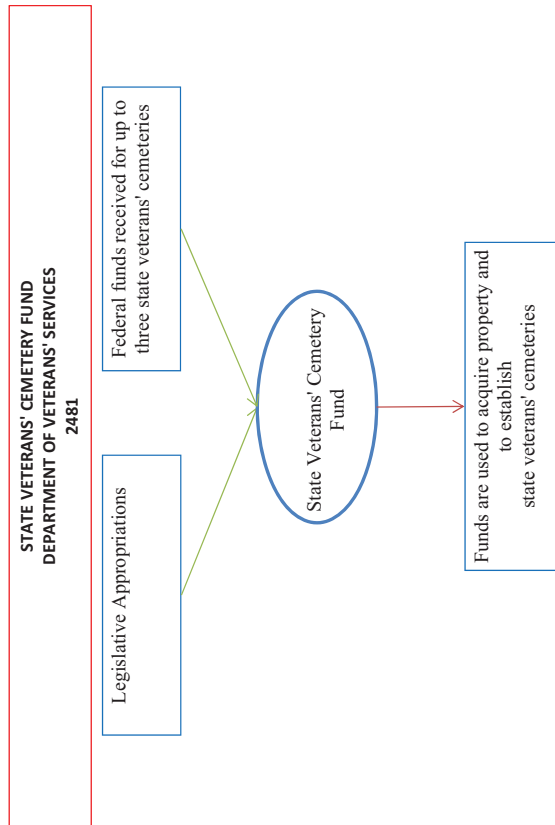 STATE VETERANS' CEMETERY FUND
DEPARTMENT OF VETERANS' SERVICES
2481
Legislative Appropriations
Federal funds received for up to
three state veterans' cemeteries
State Veterans' Cemetery
Fund
Funds are used to acquire property and
to establish
state veterans' cemeteries